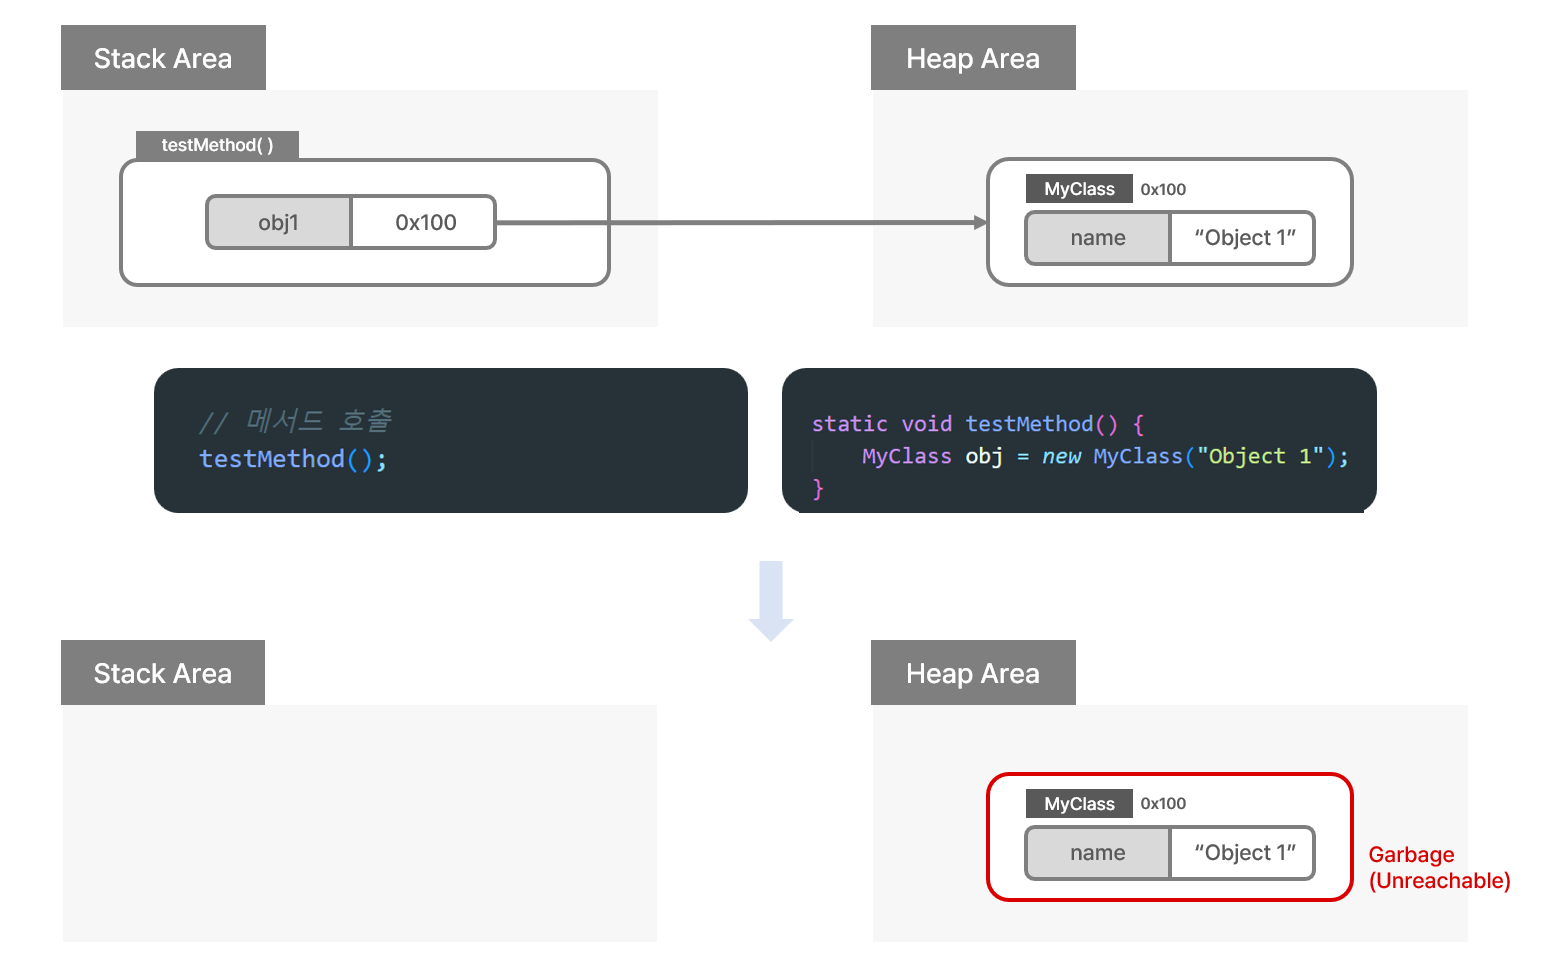 Stack Area
Heap Area
testMethod( )
obj1
0x100
MyClass
0x100
name
“Object 1”
// 메서드 호출
testMethod();
static void testMethod() {
MyClass obj = new MyClass("Object 1");
}
Stack Area
Heap Area
MyClass
0x100
name
“Object 1”
Garbage
(Unreachable)